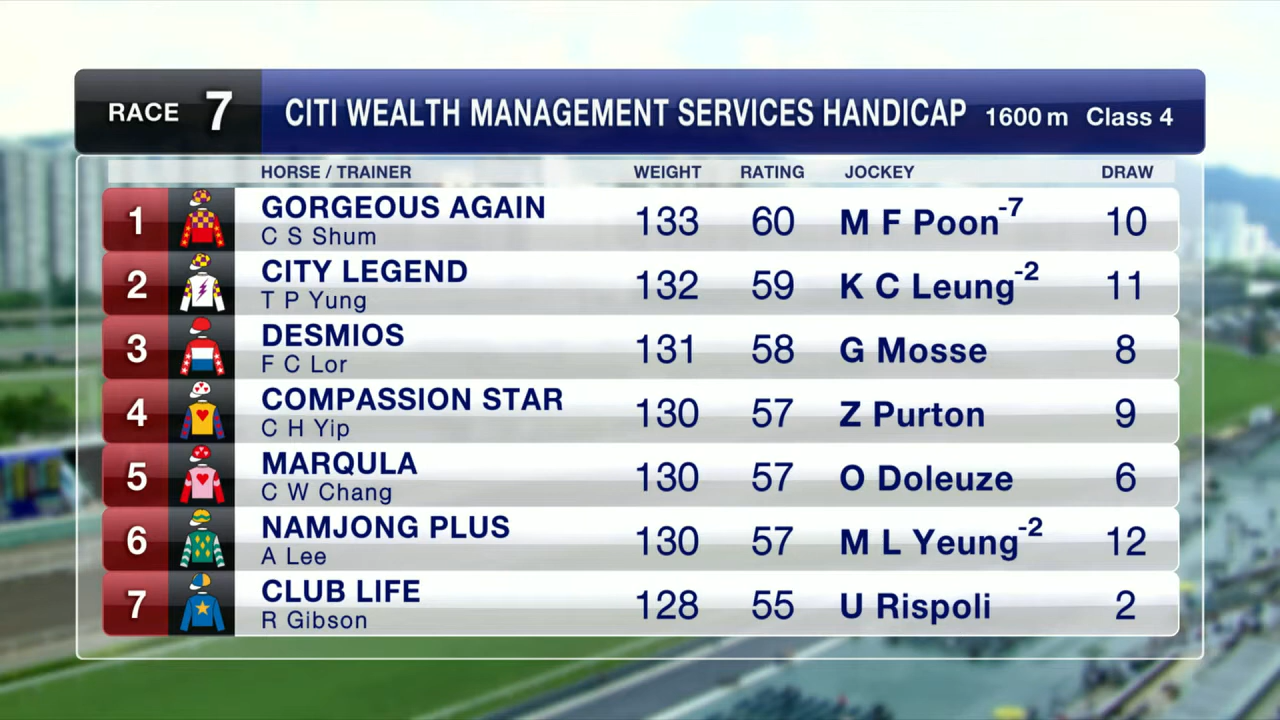 RACE 7 CITI WEALTH MANAGEMENT SERVICES HANDICAP 1600 m Class 4
HORSE / TRAINER WEIGHT RATING JOCKEY DRAW
1 GORGEOUS AGAIN 133 60 M F Poon-7 10
C S Shum
2 CITY LEGEND 132 59 K C Leung-2 11
T P Yung
3 DESMIOS 131 58 G Mosse 8
F C Lor
4 COMPASSION STAR 130 57 Z Purton 9
C H Yip
5 MARQULA 130 57 O Doleuze 6
C W Chang
6 NAMJONG PLUS 130 57 M L Yeung-2 12
A Lee
7 CLUB LIFE 128 55 U Rispoli 2
R Gibson